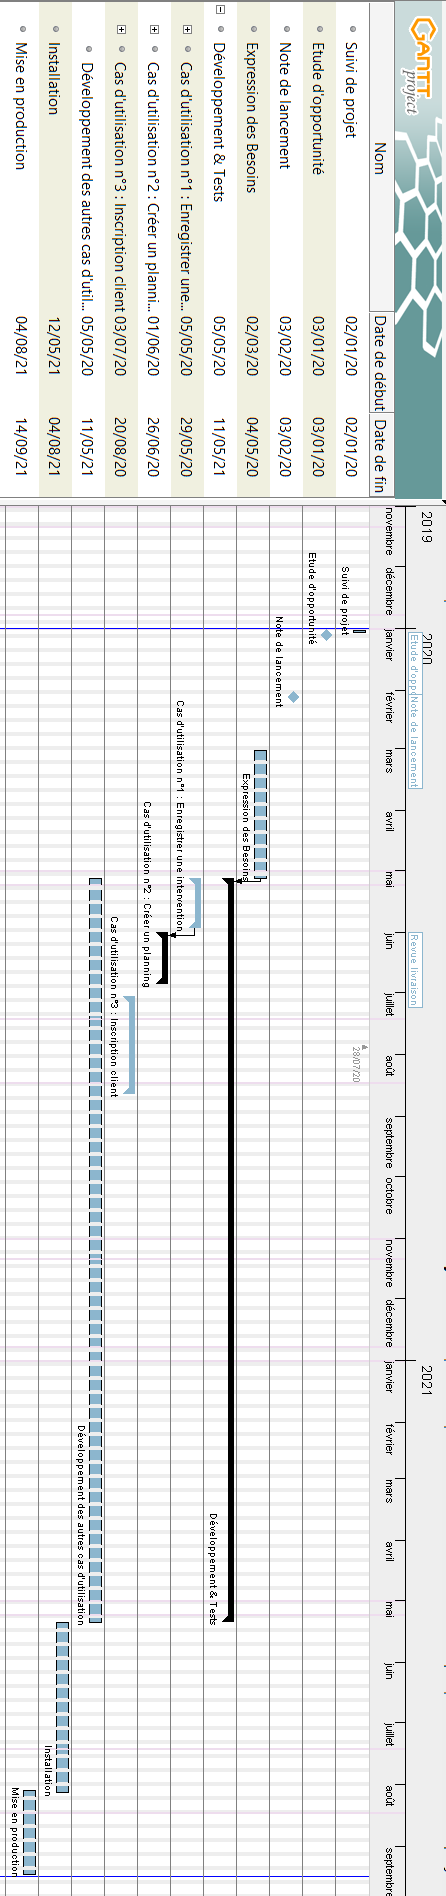 GANTT
project
Nom Date de début Date de fin
Suivi de projet 02/01/20 02/01/20
Etude d'opportunité 03/01/20 03/01/20
Note de lancement 03/02/20 03/02/20
Expression des Besoins 02/03/20 04/05/20
Développement & Tests 05/05/20 11/05/21
Cas d'utilisation n°1 : Enregistrer une... 05/05/20 29/05/20
Cas d'utilisation n°2 : Créer un planni... 01/06/20 26/06/20
Cas d'utilisation n°3 : Inscription client 03/07/20 20/08/20
Développement des autres cas d'util... 05/05/20 11/05/21
Installation 12/05/21 04/08/21
Mise en production 04/08/21 14/09/21
2019 2020 2021
Etude d'oppo Note de lancement Revue livraison
novembre décembre janvier février mars avril mai juin juillet août septembre octobre novembre décembre janvier février mars avril mai juin juillet août septembre
28/07/20
Suivi de projet
Etude d'opportunité
Note de lancement
Expression des Besoins
Développement & Tests
Cas d'utilisation n°1 : Enregistrer une intervention
Cas d'utilisation n°2 : Créer un planning
Cas d'utilisation n°3 : Inscription client
Développement des autres cas d'utilisation
Installation
Mise en production